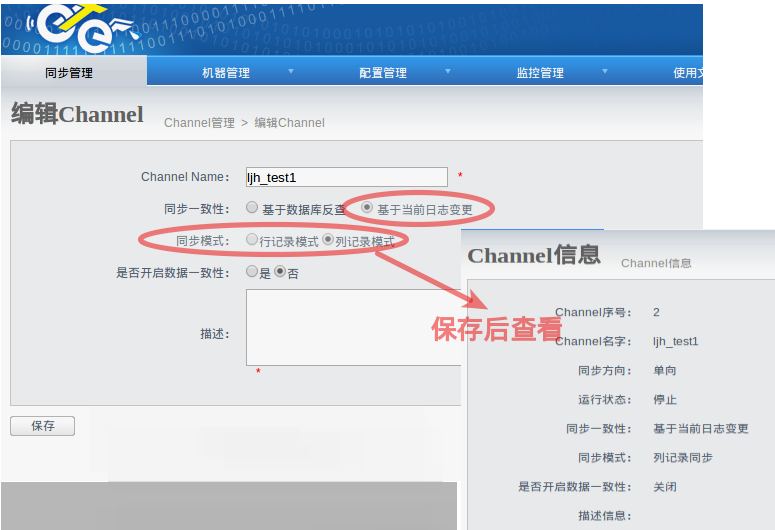 同步管理 机器管理 配置管理 监控管理 使用
编辑Channel Channel管理 > 编辑Channel
Channel Name: ljh_test1 *
同步一致性: 基于数据库反查 基于当前日志变更
同步模式: 行记录模式 列记录模式
是否开启数据一致性: 是 否
描述:
*
保存
保存后查看
Channel信息 Channel信息
Channel序号: 2
Channel名字: ljh_test1
同步方向: 单向
运行状态: 停止
同步一致性: 基于当前日志变更
同步模式: 列记录同步
是否开启数据一致性: 关闭
描述信息: